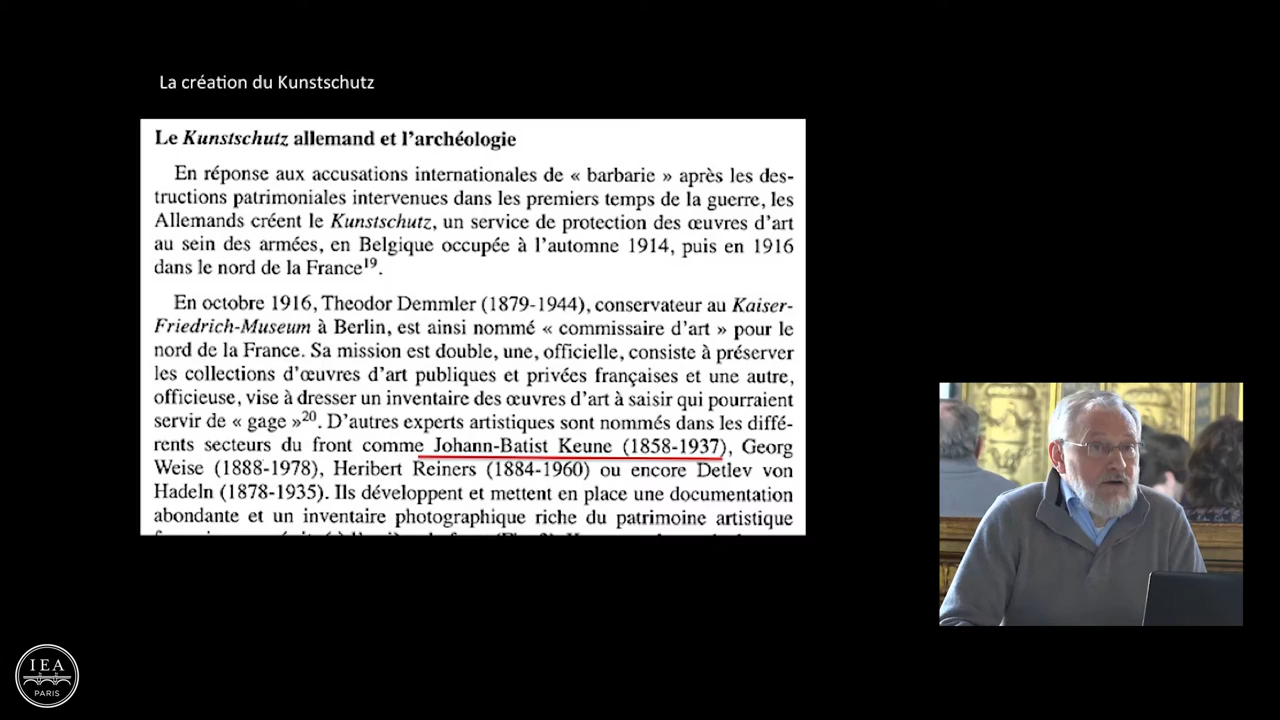 La création du Kunstschutz
Le Kunstschutz allemand et l'archéologie
En réponse aux accusations internationales de « barbarie » après les des-
tructions patrimoniales intervenues dans les premiers temps de la guerre, les
Allemands créent le Kunstschutz, un service de protection des œuvres d'art
au sein des armées, en Belgique occupée à l'automne 1914, puis en 1916
dans le nord de la France19.
En octobre 1916, Theodor Demmler (1879-1944), conservateur au Kaiser-
Friedrich-Museum à Berlin, est ainsi nommé « commissaire d'art » pour le
nord de la France. Sa mission est double, une, officielle, consiste à préserver
les collections d'œuvres d'art publiques et privées françaises et une autre,
officieuse, vise à dresser un inventaire des œuvres d'art à saisir qui pourraient
servir de « gage »20. D'autres experts artistiques sont nommés dans les diffé-
rents secteurs du front comme Johann-Batist Keune (1858-1937), Georg
Weise (1888-1978), Heribert Reiners (1884-1960) ou encore Detlev von
Hadeln (1878-1935). Ils développent et mettent en place une documentation
abondante et un inventaire photographique riche du patrimoine artistique
IEA
PARIS